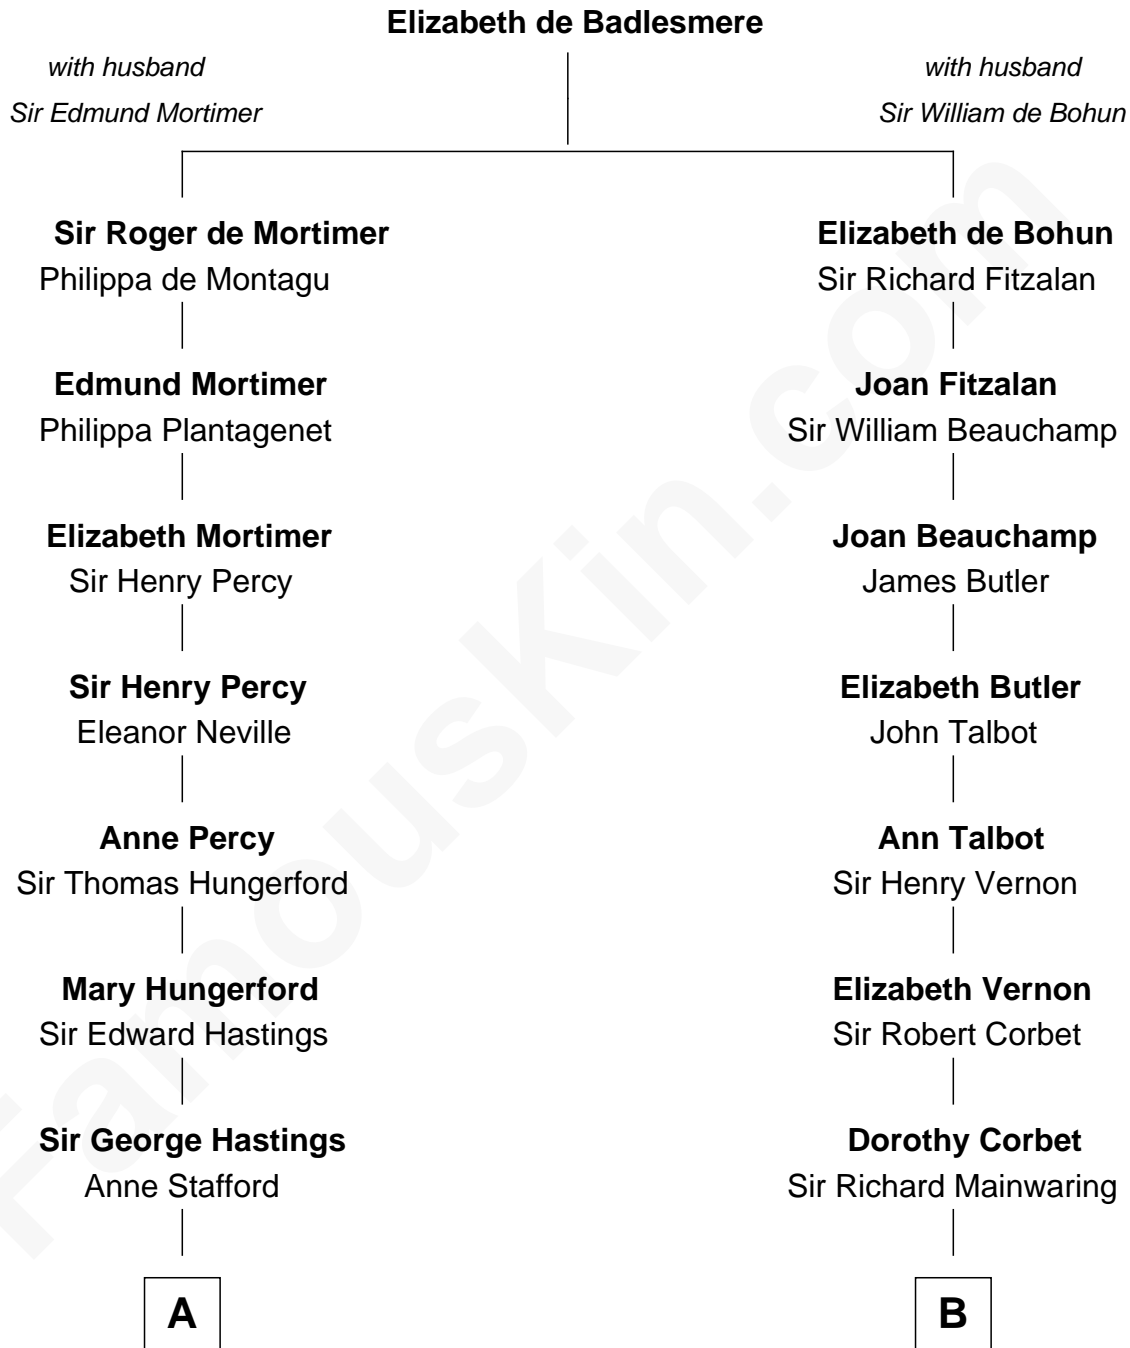 Elizabeth de Badlesmere
with husband
Sir Edmund Mortimer
with husband
Sir William de Bohun
Sir Roger de Mortimer
Philippa de Montagu
Elizabeth de Bohun
Sir Richard Fitzalan
Edmund Mortimer
Philippa Plantagenet
Joan Fitzalan
Sir William Beauchamp
Elizabeth Mortimer
Sir Henry Percy
Joan Beauchamp
James Butler
Sir Henry Percy
Eleanor Neville
Elizabeth Butler
John Talbot
Anne Percy
Sir Thomas Hungerford
Ann Talbot
Sir Henry Vernon
Mary Hungerford
Sir Edward Hastings
Elizabeth Vernon
Sir Robert Corbet
Sir George Hastings
Anne Stafford
Dorothy Corbet
Sir Richard Mainwaring
A
B
FamousKin.com